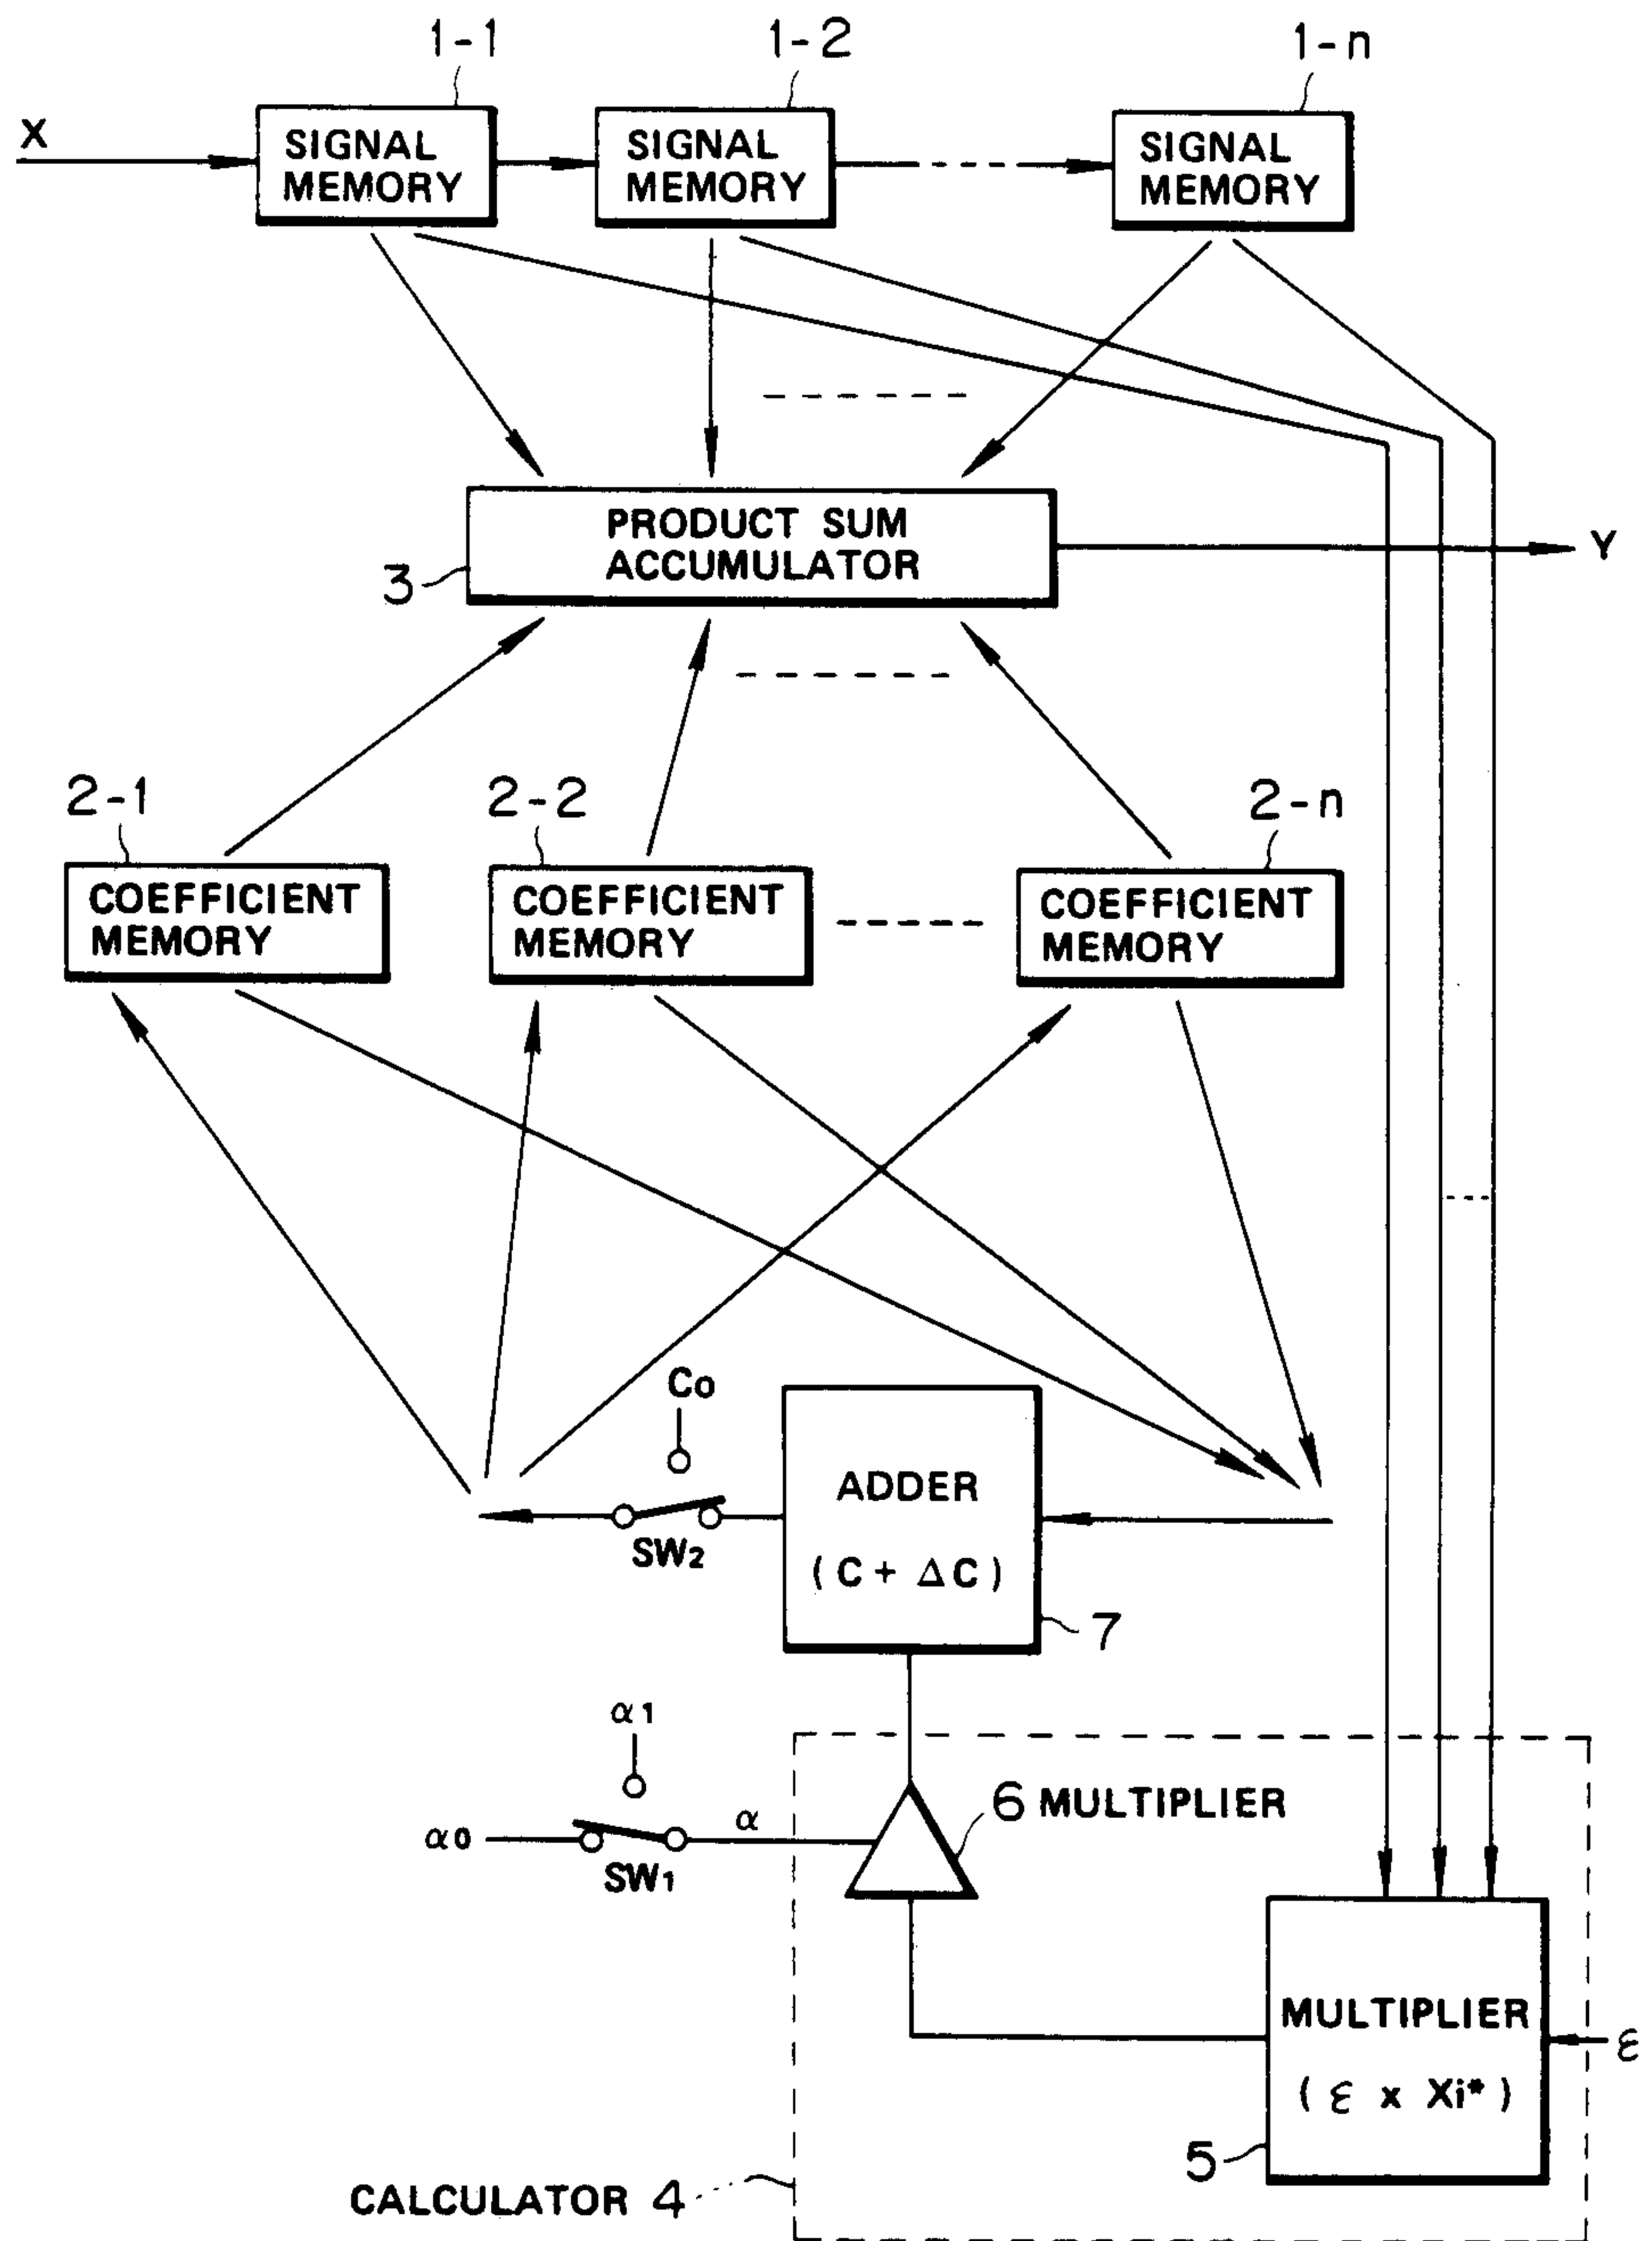 1-1 1-2 1-n
X
SIGNAL MEMORY
SIGNAL MEMORY
SIGNAL MEMORY
PRODUCT SUM
ACCUMULATOR
3
Y
2-1 2-2 2-n
COEFFICIENT MEMORY
COEFFICIENT MEMORY
COEFFICIENT MEMORY
Co
SW2
ADDER
(C + ΔC)
7
α1
α0
α
SW1
6 MULTIPLIER
MULTIPLIER
(ε x Xi*)
ε
5
CALCULATOR 4